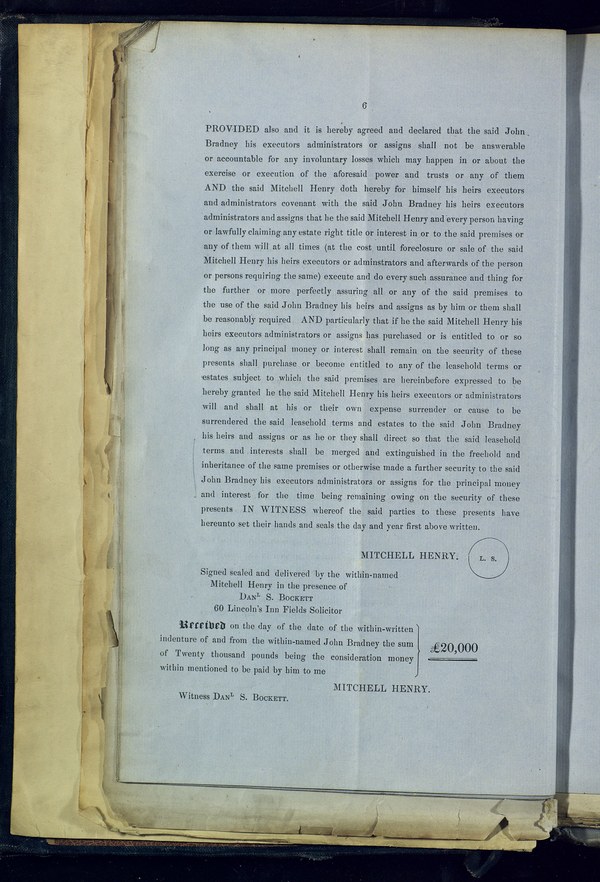 6
PROVIDED also and it is hereby agreed and declared that the said John
Bradney his executors administrators or assigns shall not be answerable
or accountable for any involuntary losses which may happen in or about the
exercise or execution of the aforesaid power and trusts or any of them
AND the said Mitchell Henry doth hereby for himself his heirs executors
and administrators covenant with the said John Bradney his heirs executors
administrators and assigns that he the said Mitchell Henry and every person having
or lawfully claiming any estate right title or interest in or to the said premises or
any of them will at all times (at the cost until foreclosure or sale of the said
Mitchell Henry his heirs executors or adminstrators and afterwards of the person
or persons requiring the same) execute and do every such assurance and thing for
the further or more perfectly assuring all or any of the said premises to
the use of the said John Bradney his heirs and assigns as by him or them shall
be reasonably required AND particularly that if he the said Mitchell Henry his
heirs executors administrators or assigns has purchased or is entitled to or so
long as any principal money or interest shall remain on the security of these
presents shall purchase or become entitled to any of the leasehold terms or
estates subject to which the said premises are hereinbefore expressed to be
hereby granted he the said Mitchell Henry his heirs executors or administrators
will and shall at his or their own expense surrender or cause to be
surrendered the said leasehold terms and estates to the said John Bradney
his heirs and assigns or as he or they shall direct so that the said leasehold
terms and interests shall be merged and extinguished in the freehold and
inheritance of the same premises or otherwise made a further security to the said
John Bradney his executors administrators or assigns for the principal money
and interest for the time being remaining owing on the security of these
presents IN WITNESS whereof the said parties to these presents have
hereunto set their hands and seals the day and year first above written.
MITCHELL HENRY. L. S.
Signed sealed and delivered by the within-named
Mitchell Henry in the presence of
DANL S. BOCKETT
60 Lincoln's Inn Fields Solicitor
Received on the day of the date of the within-written
indenture of and from the within-named John Bradney the sum
of Twenty thousand pounds being the consideration money
within mentioned to be paid by him to me
£20,000
MITCHELL HENRY.
Witness DANL S. BOCKETT.